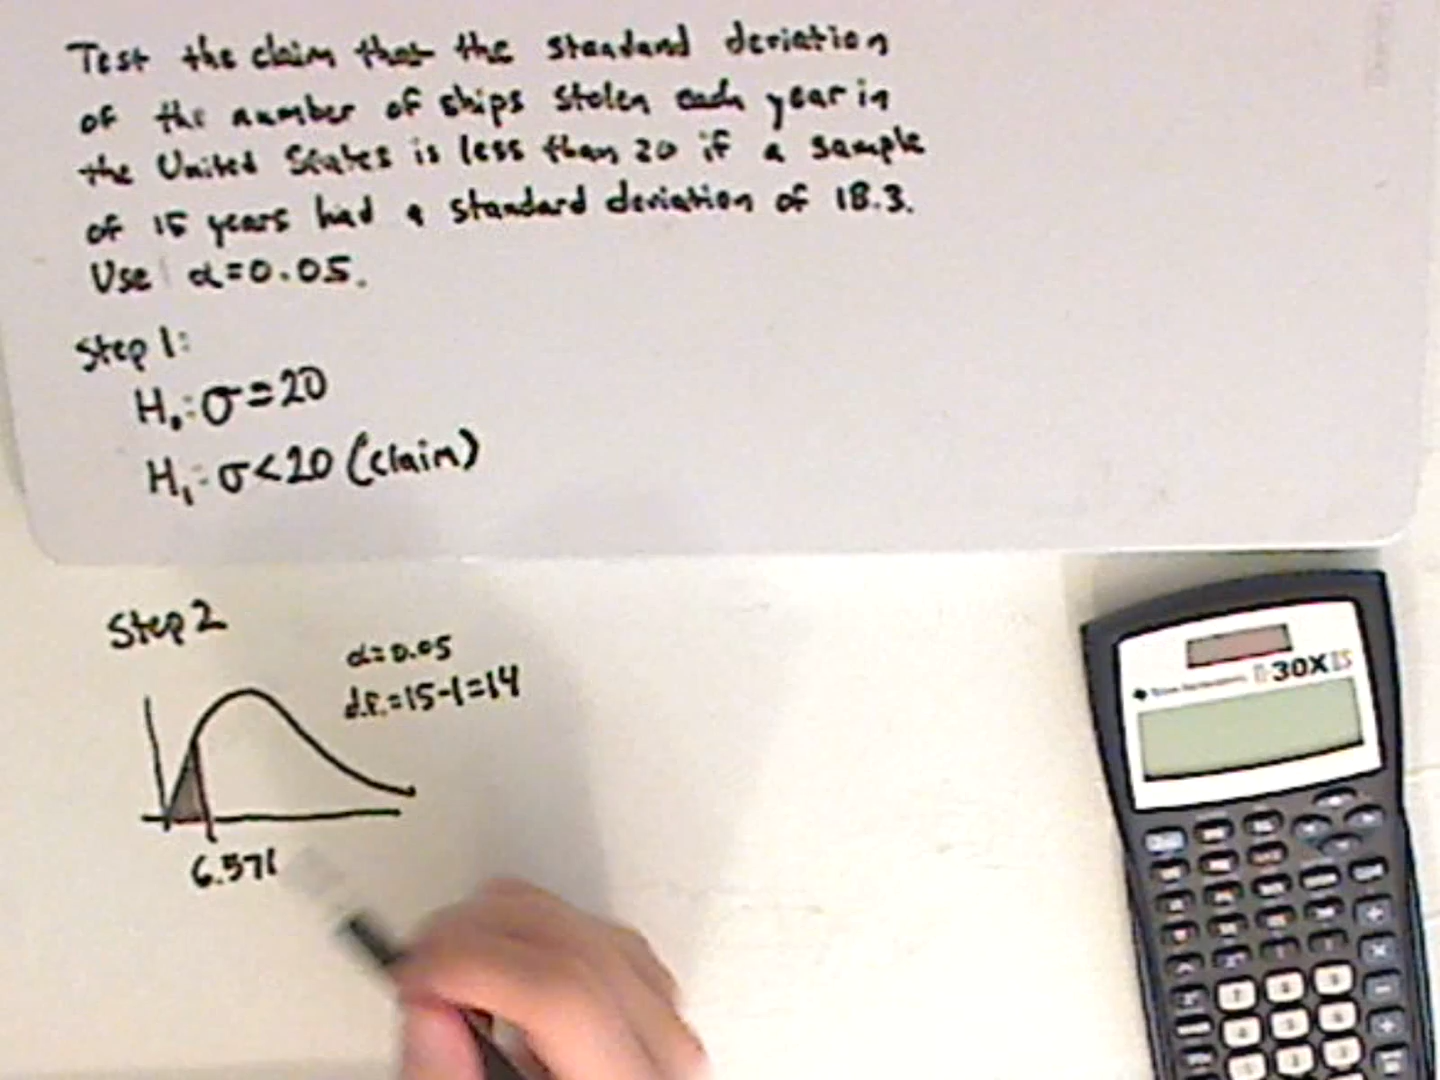 Test the claim that the standard deviation
of the number of ships stolen each year in
the United States is less than 20 if a sample
of 15 years had a standard deviation of 18.3.
Use α=0.05.
Step 1:
H₀: σ=20
H₁: σ<20 (claim)
Step 2
α=0.05
d.f.=15-1=14
6.571
30XIIS